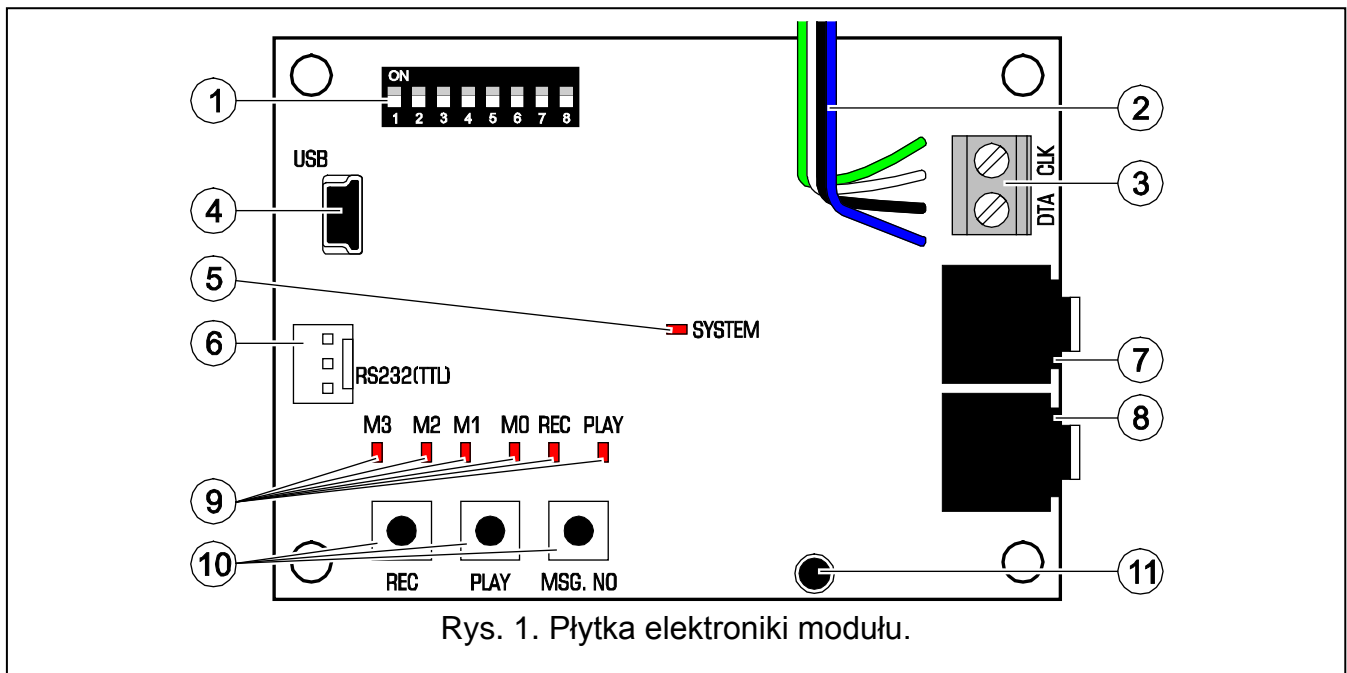 ON
1 2 3 4 5 6 7 8
1
2
CLK
DTA
3
USB
4
5
SYSTEM
6
RS232(TTL)
7
8
M3 M2 M1 M0 REC PLAY
9
10
REC PLAY MSG. NO
11
Rys. 1. Płytka elektroniki modułu.